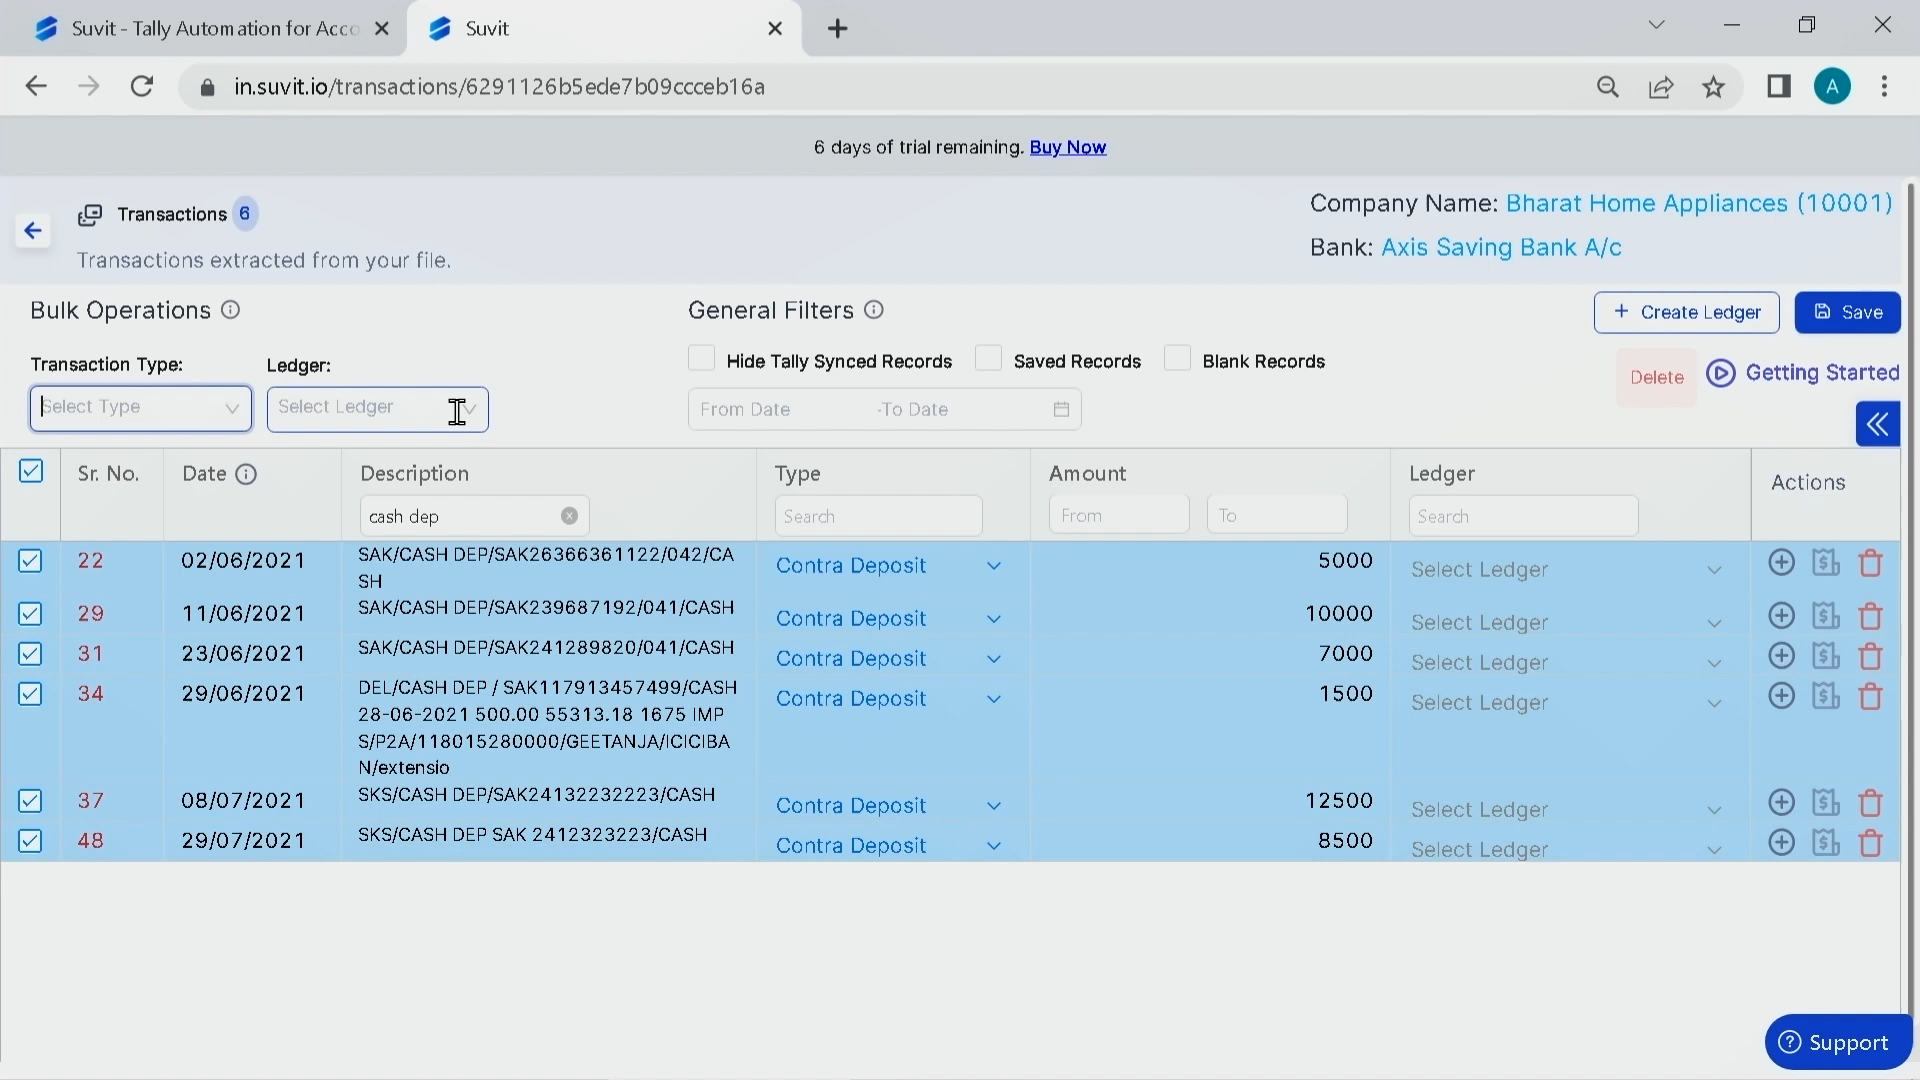 Suvit - Tally Automation for Acco
Suvit
in.suvit.io/transactions/6291126b5ede7b09ccceb16a
A
6 days of trial remaining. Buy Now
Transactions 6
Transactions extracted from your file.
Company Name: Bharat Home Appliances (10001)
Bank: Axis Saving Bank A/c
Bulk Operations
General Filters
+ Create Ledger
Save
Transaction Type:
Ledger:
Hide Tally Synced Records
Saved Records
Blank Records
Delete
Getting Started
Select Type
Select Ledger
From Date
-To Date
Sr. No.
Date
Description
Type
Amount
Ledger
Actions
cash dep
Search
From
To
Search
22 02/06/2021 SAK/CASH DEP/SAK26366361122/042/CA Contra Deposit 5000 Select Ledger
SH
29 11/06/2021 SAK/CASH DEP/SAK239687192/041/CASH Contra Deposit 10000 Select Ledger
31 23/06/2021 SAK/CASH DEP/SAK241289820/041/CASH Contra Deposit 7000 Select Ledger
34 29/06/2021 DEL/CASH DEP / SAK117913457499/CASH Contra Deposit 1500 Select Ledger
28-06-2021 500.00 55313.18 1675 IMP
S/P2A/118015280000/GEETANJA/ICICIBA
N/extensio
37 08/07/2021 SKS/CASH DEP/SAK24132232223/CASH Contra Deposit 12500 Select Ledger
48 29/07/2021 SKS/CASH DEP SAK 2412323223/CASH Contra Deposit 8500 Select Ledger
Support